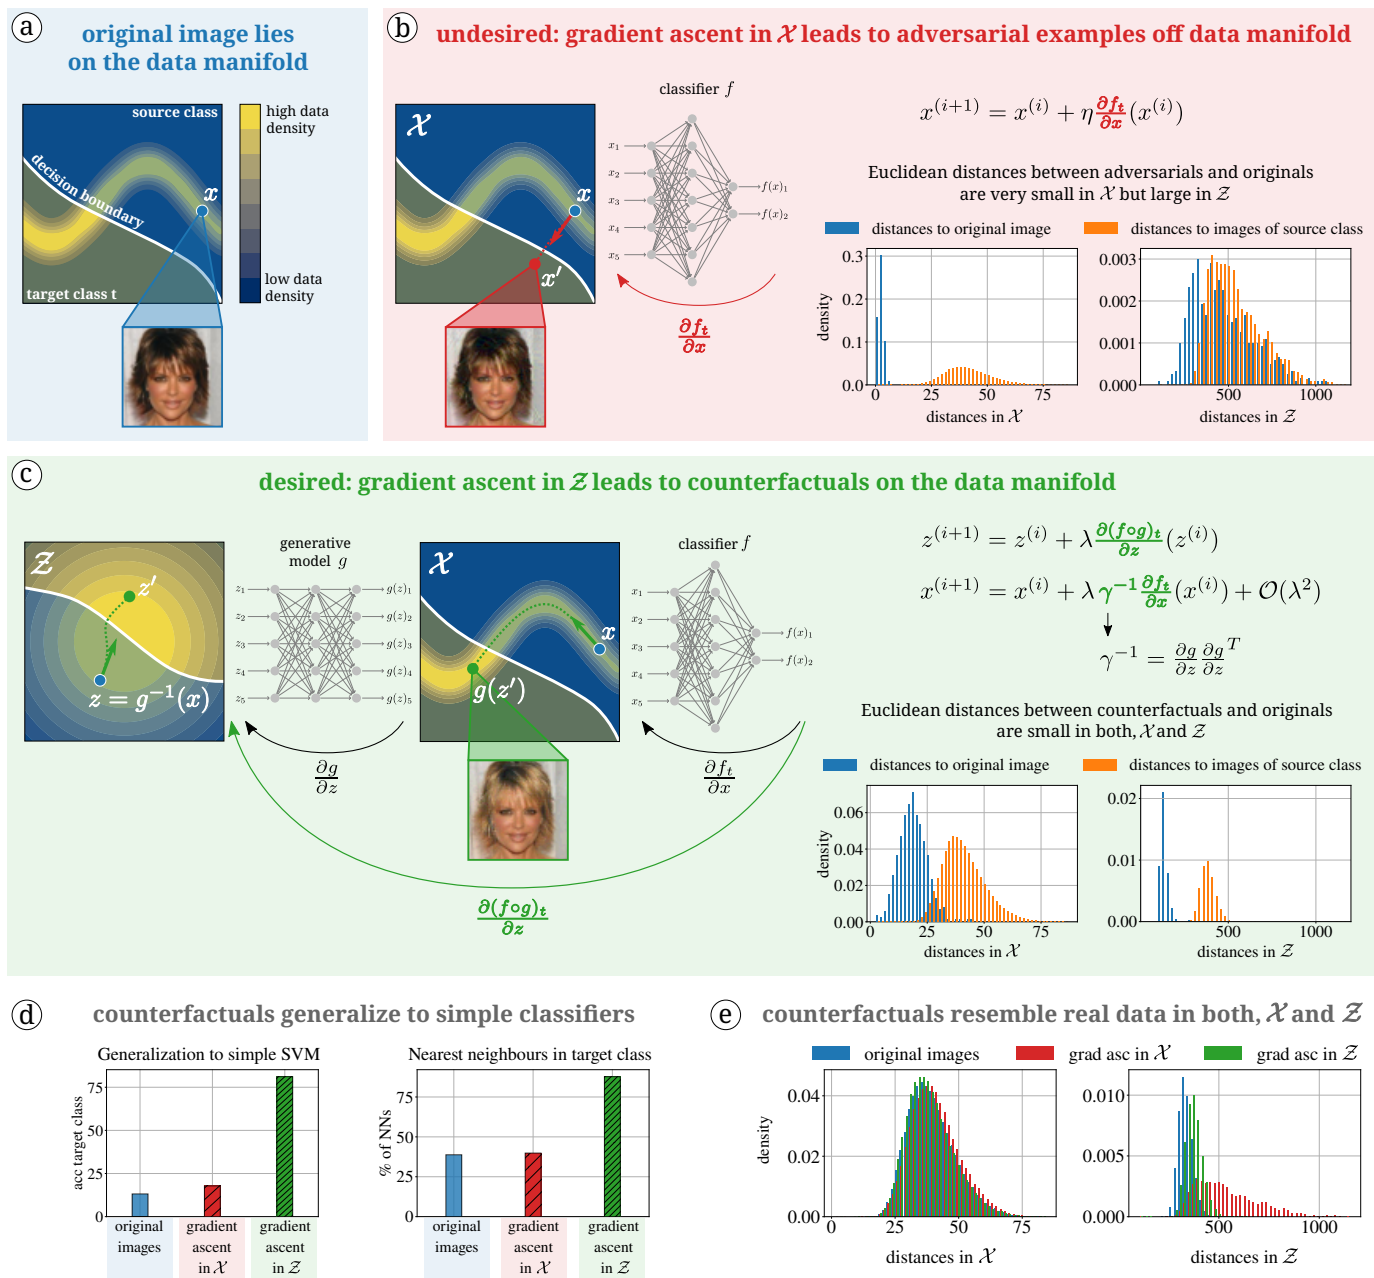 a
original image lies
on the data manifold
source class
decision boundary
x
target class t
high data
density
low data
density
b
undesired: gradient ascent in 𝒳 leads to adversarial examples off data manifold
𝒳
x
x′
classifier f
x₁
x₂
x₃
x₄
x₅
f(x)₁
f(x)₂
∂fₜ/∂x
x⁽ⁱ⁺¹⁾ = x⁽ⁱ⁾ + η ∂fₜ/∂x (x⁽ⁱ⁾)
Euclidean distances between adversarials and originals
are very small in 𝒳 but large in 𝒵
distances to original image
distances to images of source class
density
0.3
0.2
0.1
0.0
0 25 50 75
distances in 𝒳
0.003
0.002
0.001
0.000
500 1000
distances in 𝒵
c
desired: gradient ascent in 𝒵 leads to counterfactuals on the data manifold
𝒵
z′
z = g⁻¹(x)
generative
model g
z₁
z₂
z₃
z₄
z₅
g(z)₁
g(z)₂
g(z)₃
g(z)₄
g(z)₅
∂g/∂z
𝒳
x
g(z′)
classifier f
x₁
x₂
x₃
x₄
x₅
f(x)₁
f(x)₂
∂fₜ/∂x
∂(f∘g)ₜ/∂z
z⁽ⁱ⁺¹⁾ = z⁽ⁱ⁾ + λ ∂(f∘g)ₜ/∂z (z⁽ⁱ⁾)
x⁽ⁱ⁺¹⁾ = x⁽ⁱ⁾ + λ γ⁻¹ ∂fₜ/∂x (x⁽ⁱ⁾) + 𝒪(λ²)
γ⁻¹ = ∂g/∂z ∂g/∂z ᵀ
Euclidean distances between counterfactuals and originals
are small in both, 𝒳 and 𝒵
distances to original image
distances to images of source class
density
0.06
0.04
0.02
0.00
0 25 50 75
distances in 𝒳
0.02
0.01
0.00
500 1000
distances in 𝒵
d
counterfactuals generalize to simple classifiers
Generalization to simple SVM
acc target class
75
50
25
0
original
images
gradient
ascent
in 𝒳
gradient
ascent
in 𝒵
Nearest neighbours in target class
% of NNs
75
50
25
0
original
images
gradient
ascent
in 𝒳
gradient
ascent
in 𝒵
e
counterfactuals resemble real data in both, 𝒳 and 𝒵
original images
grad asc in 𝒳
grad asc in 𝒵
density
0.04
0.02
0.00
0 25 50 75
distances in 𝒳
0.010
0.005
0.000
500 1000
distances in 𝒵